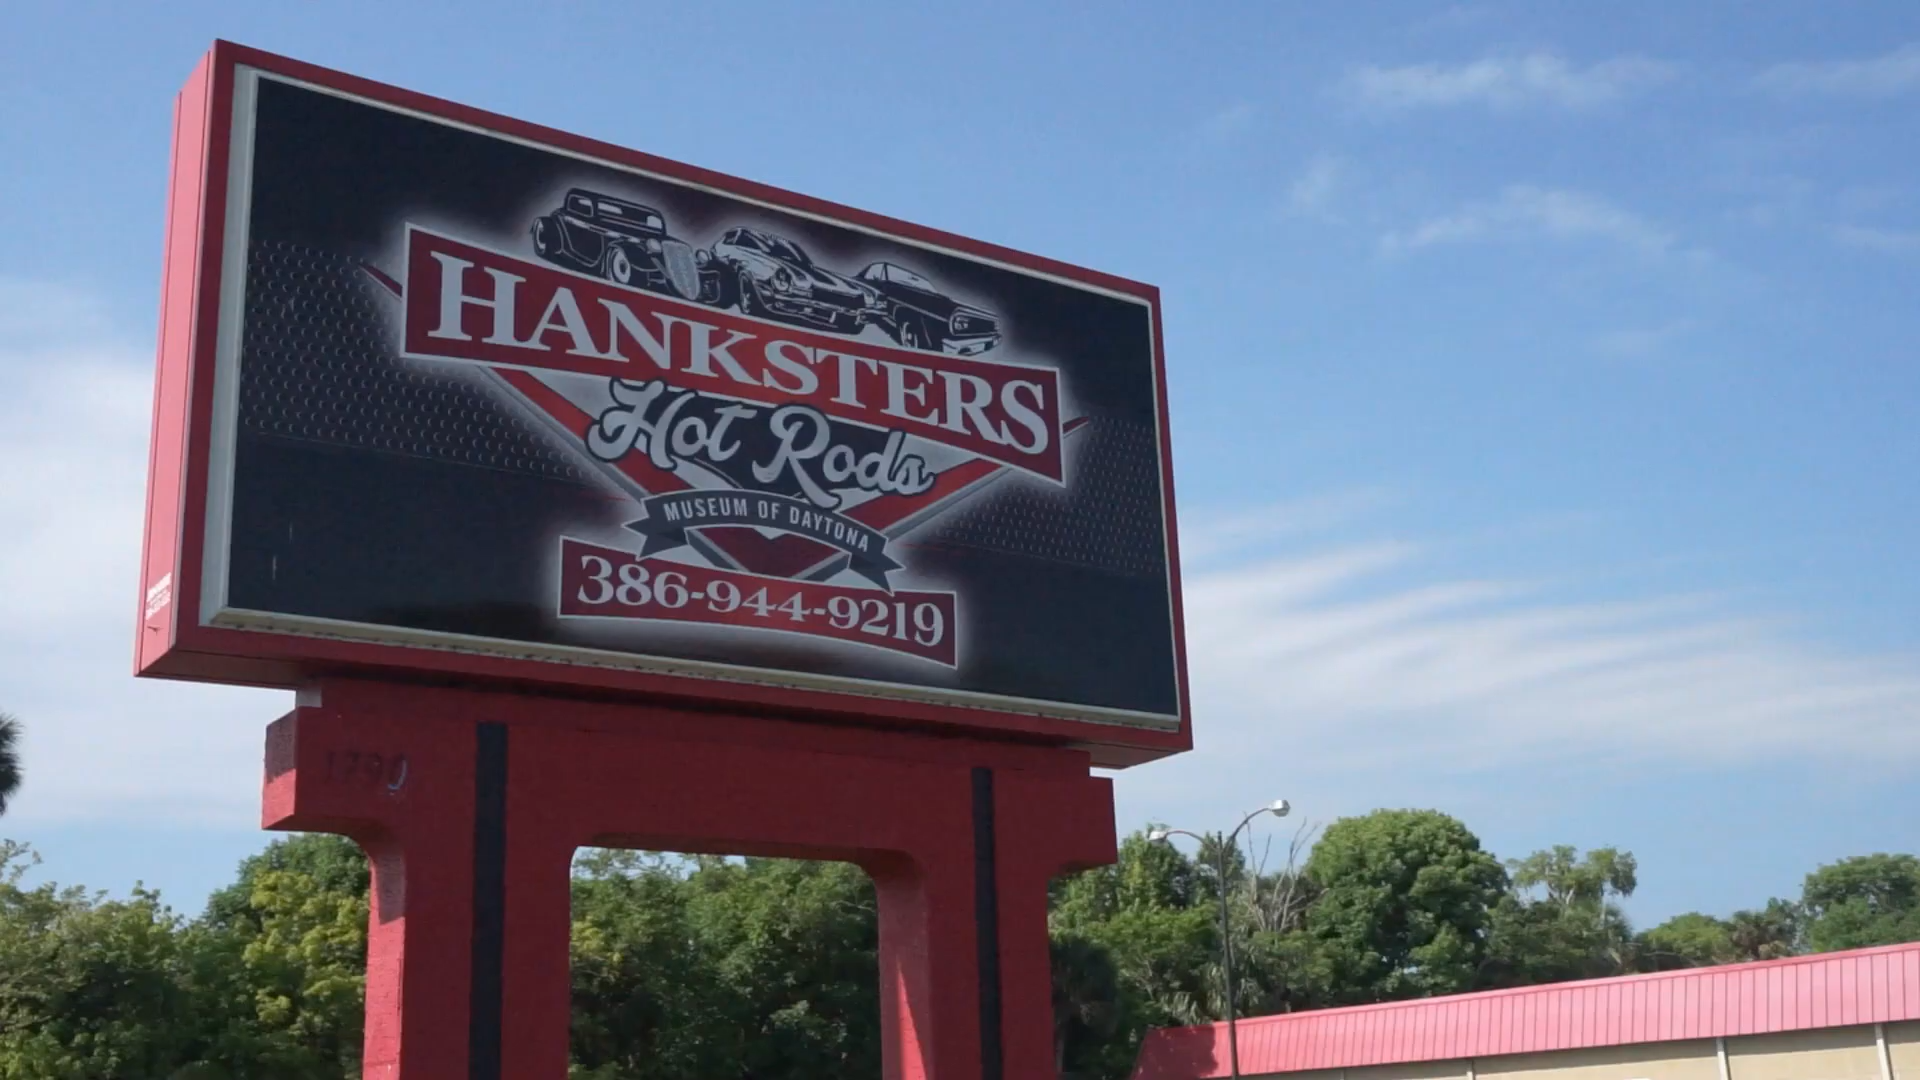 HANKSTERS
Hot Rods
MUSEUM OF DAYTONA
386-944-9219
1790